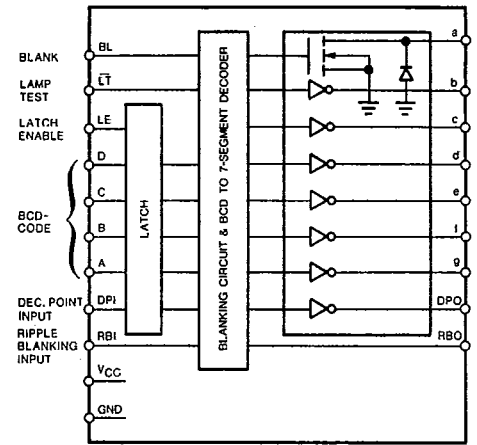 BLANK BL a
LAMP TEST LT b
LATCH ENABLE LE c
BCD-CODE
D d
C e
B f
A g
DEC. POINT INPUT DPI DPO
RIPPLE BLANKING INPUT RBI RBO
VCC
GND
LATCH
BLANKING CIRCUIT & BCD TO 7-SEGMENT DECODER